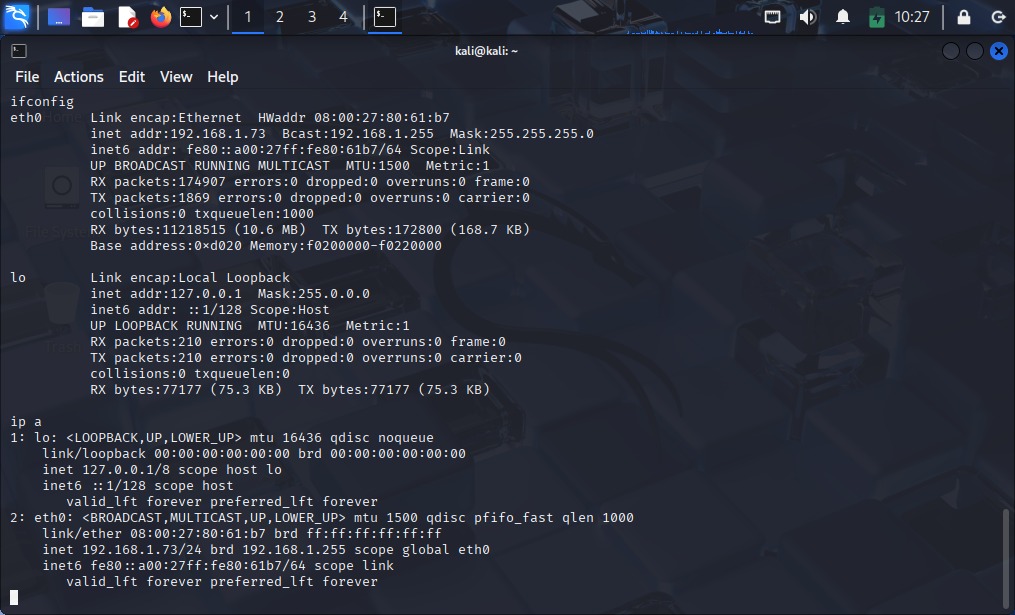 1 2 3 4 10:27
kali@kali: ~
File Actions Edit View Help
ifconfig
eth0      Link encap:Ethernet  HWaddr 08:00:27:80:61:b7
          inet addr:192.168.1.73  Bcast:192.168.1.255  Mask:255.255.255.0
          inet6 addr: fe80::a00:27ff:fe80:61b7/64 Scope:Link
          UP BROADCAST RUNNING MULTICAST  MTU:1500  Metric:1
          RX packets:174907 errors:0 dropped:0 overruns:0 frame:0
          TX packets:1869 errors:0 dropped:0 overruns:0 carrier:0
          collisions:0 txqueuelen:1000
          RX bytes:11218515 (10.6 MB)  TX bytes:172800 (168.7 KB)
          Base address:0×d020 Memory:f0200000-f0220000
lo        Link encap:Local Loopback
          inet addr:127.0.0.1  Mask:255.0.0.0
          inet6 addr: ::1/128 Scope:Host
          UP LOOPBACK RUNNING  MTU:16436  Metric:1
          RX packets:210 errors:0 dropped:0 overruns:0 frame:0
          TX packets:210 errors:0 dropped:0 overruns:0 carrier:0
          collisions:0 txqueuelen:0
          RX bytes:77177 (75.3 KB)  TX bytes:77177 (75.3 KB)
ip a
1: lo: <LOOPBACK,UP,LOWER_UP> mtu 16436 qdisc noqueue
    link/loopback 00:00:00:00:00:00 brd 00:00:00:00:00:00
    inet 127.0.0.1/8 scope host lo
    inet6 ::1/128 scope host
       valid_lft forever preferred_lft forever
2: eth0: <BROADCAST,MULTICAST,UP,LOWER_UP> mtu 1500 qdisc pfifo_fast qlen 1000
    link/ether 08:00:27:80:61:b7 brd ff:ff:ff:ff:ff:ff
    inet 192.168.1.73/24 brd 192.168.1.255 scope global eth0
    inet6 fe80::a00:27ff:fe80:61b7/64 scope link
       valid_lft forever preferred_lft forever